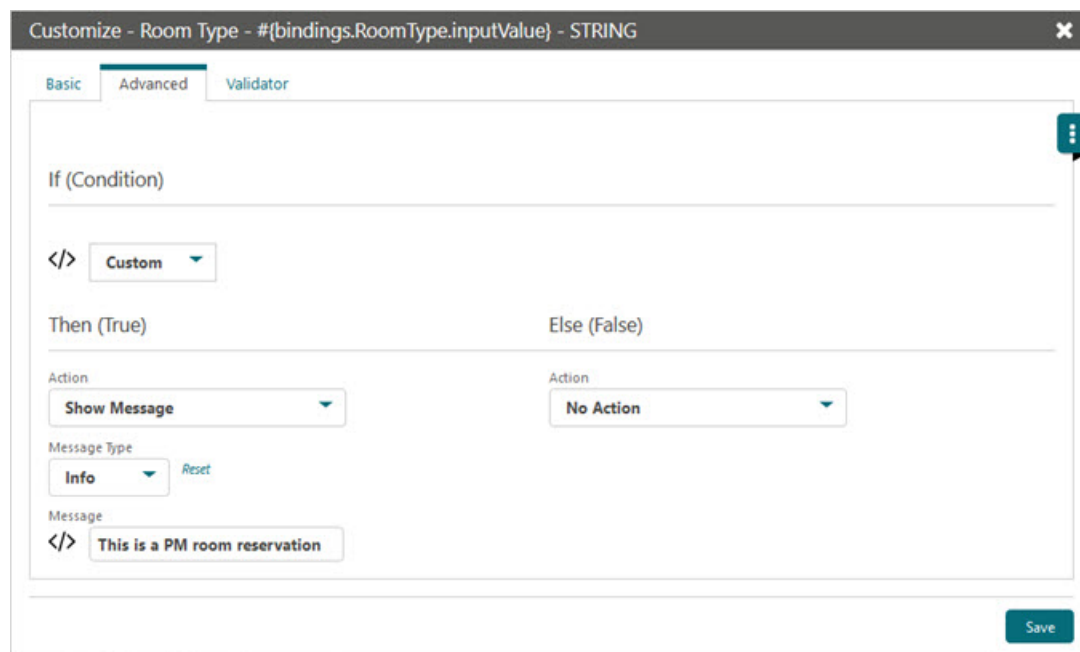 Customize - Room Type - #{bindings.RoomType.inputValue} - STRING
Basic Advanced Validator
If (Condition)
</> Custom
Then (True) Else (False)
Action Action
Show Message No Action
Message Type
Info Reset
Message
</> This is a PM room reservation
Save